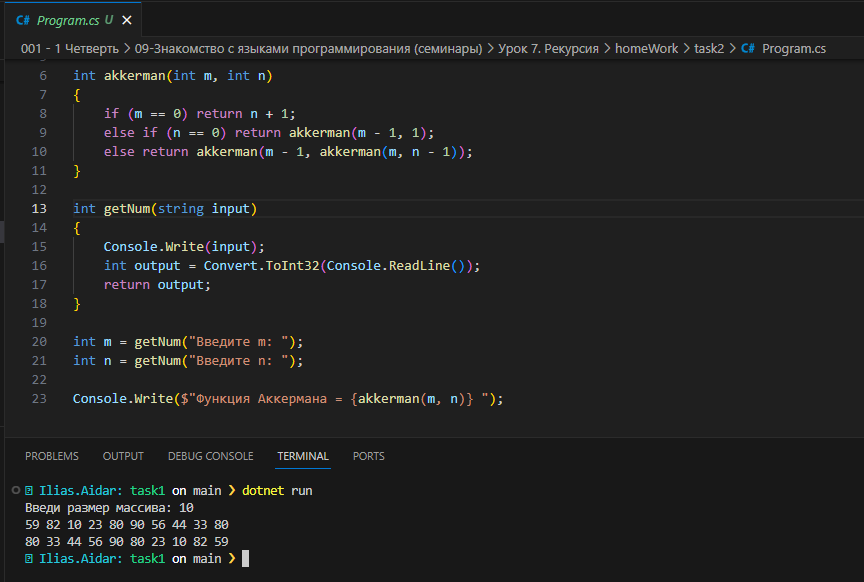 C# Program.cs U ×
001 - 1 Четверть > 09-Знакомство с языками программирования (семинары) > Урок 7. Рекурсия > homeWork > task2 > C# Program.cs
6 int akkerman(int m, int n)
7 {
8 if (m == 0) return n + 1;
9 else if (n == 0) return akkerman(m - 1, 1);
10 else return akkerman(m - 1, akkerman(m, n - 1));
11 }
12
13 int getNum(string input)
14 {
15 Console.Write(input);
16 int output = Convert.ToInt32(Console.ReadLine());
17 return output;
18 }
19
20 int m = getNum("Введите m: ");
21 int n = getNum("Введите n: ");
22
23 Console.Write($"Функция Аккермана = {akkerman(m, n)} ");
PROBLEMS OUTPUT DEBUG CONSOLE TERMINAL PORTS
Ilias.Aidar: task1 on main ❯ dotnet run
Введи размер массива: 10
59 82 10 23 80 90 56 44 33 80
80 33 44 56 90 80 23 10 82 59
Ilias.Aidar: task1 on main ❯